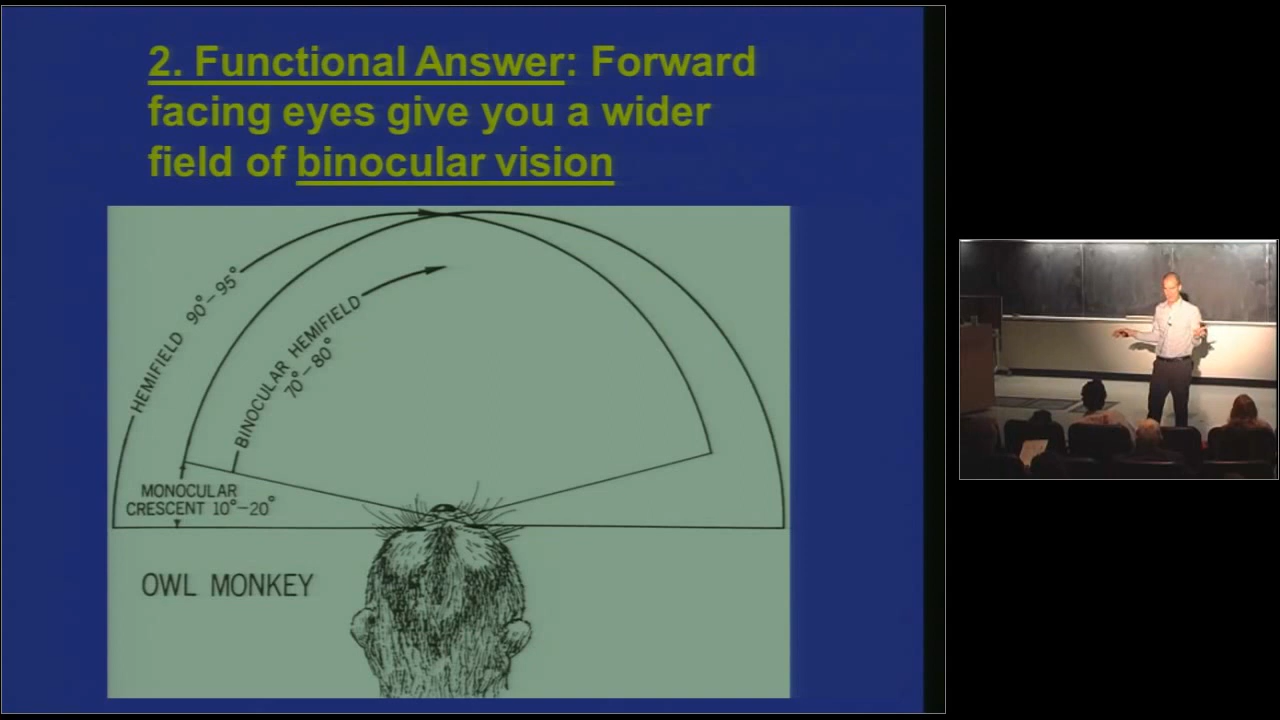 2. Functional Answer: Forward
facing eyes give you a wider
field of binocular vision
HEMIFIELD 90°–95°
BINOCULAR HEMIFIELD
70°–80°
MONOCULAR
CRESCENT 10°–20°
OWL MONKEY